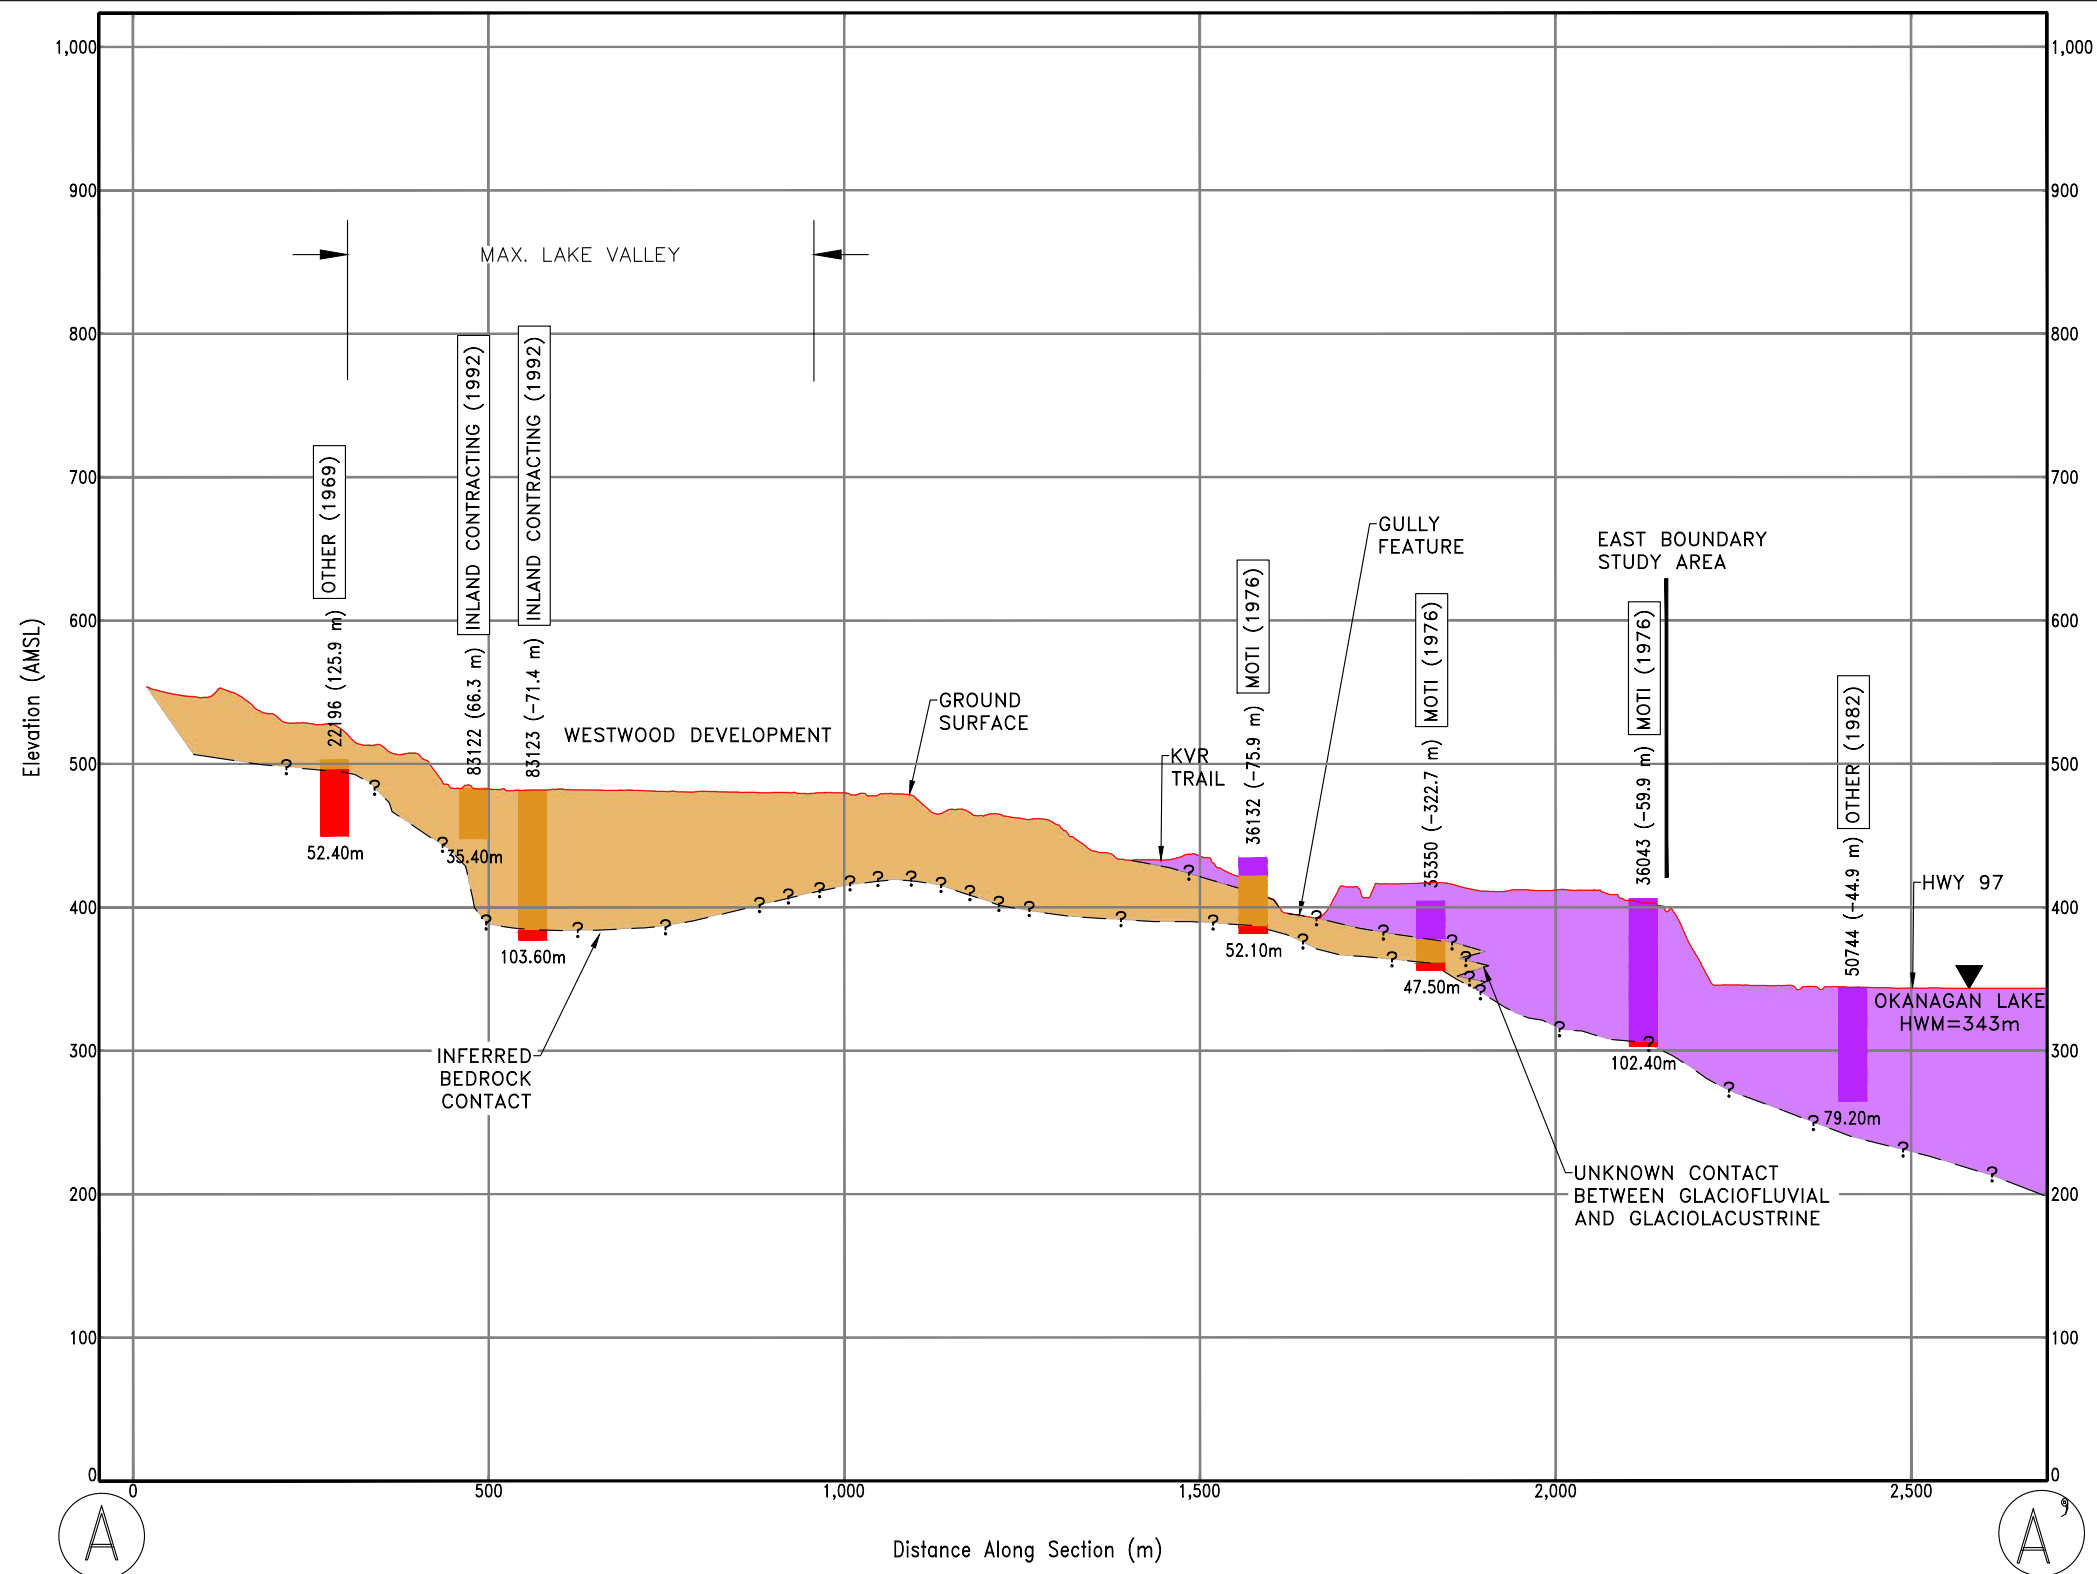 1,000
900
800
700
600
500
400
300
200
100
0
1,000
900
800
700
600
500
400
300
200
100
0
Elevation (AMSL)
MAX. LAKE VALLEY
22196 (125.9 m) OTHER (1969)
52.40m
83122 (66.3 m) INLAND CONTRACTING (1992)
35.40m
83123 (-71.4 m) INLAND CONTRACTING (1992)
103.60m
WESTWOOD DEVELOPMENT
GROUND
SURFACE
KVR
TRAIL
36132 (-75.9 m) MOTI (1976)
52.10m
GULLY
FEATURE
35350 (-322.7 m) MOTI (1976)
47.50m
EAST BOUNDARY
STUDY AREA
36043 (-59.9 m) MOTI (1976)
102.40m
50744 (-44.9 m) OTHER (1982)
79.20m
HWY 97
OKANAGAN LAKE
HWM=343m
INFERRED
BEDROCK
CONTACT
UNKNOWN CONTACT
BETWEEN GLACIOFLUVIAL
AND GLACIOLACUSTRINE
? ? ? ? ? ? ? ? ? ? ? ? ? ? ? ? ? ? ? ? ? ? ? ? ? ? ? ? ? ? ? ? ?
0
500
1,000
1,500
2,000
2,500
Distance Along Section (m)
A
A'